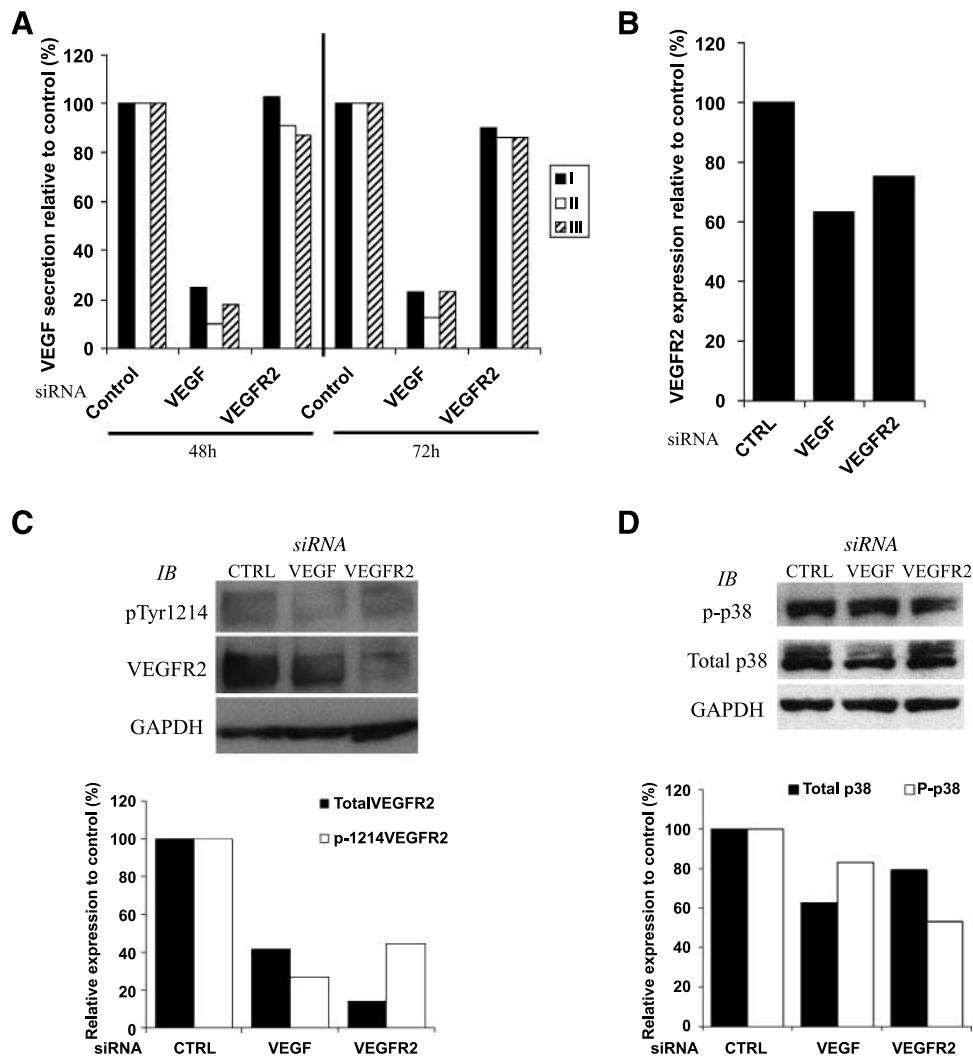 A
VEGF secretion relative to control (%)
120
100
80
60
40
20
0
I
II
III
siRNA
Control
VEGF
VEGFR2
Control
VEGF
VEGFR2
48h
72h
B
VEGFR2 expression relative to control (%)
120
100
80
60
40
20
0
siRNA
CTRL
VEGF
VEGFR2
C
siRNA
IB
CTRL VEGF VEGFR2
pTyr1214
VEGFR2
GAPDH
Relative expression to control (%)
120
100
80
60
40
20
0
TotalVEGFR2
p-1214VEGFR2
siRNA CTRL VEGF VEGFR2
D
siRNA
IB
CTRL VEGF VEGFR2
p-p38
Total p38
GAPDH
Relative expression to control (%)
120
100
80
60
40
20
0
Total p38 P-p38
siRNA CTRL VEGF VEGFR2